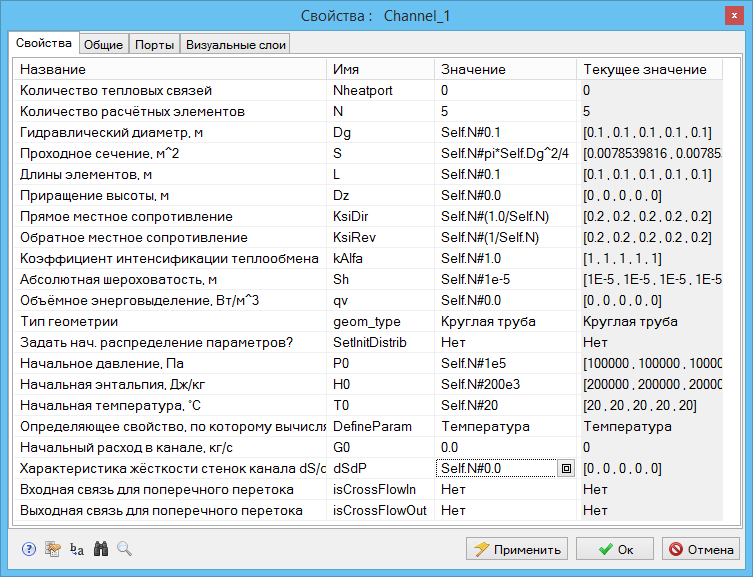 Свойства : Channel_1
x
Свойства Общие Порты Визуальные слои
Название Имя Значение Текущее значение
Количество тепловых связей Nheatport 0 0
Количество расчётных элементов N 5 5
Гидравлический диаметр, м Dg Self.N#0.1 [0.1 , 0.1 , 0.1 , 0.1 , 0.1]
Проходное сечение, м^2 S Self.N#pi*Self.Dg^2/4 [0.0078539816 , 0.00785
Длины элементов, м L Self.N#0.1 [0.1 , 0.1 , 0.1 , 0.1 , 0.1]
Приращение высоты, м Dz Self.N#0.0 [0 , 0 , 0 , 0 , 0]
Прямое местное сопротивление KsiDir Self.N#(1.0/Self.N) [0.2 , 0.2 , 0.2 , 0.2 , 0.2]
Обратное местное сопротивление KsiRev Self.N#(1/Self.N) [0.2 , 0.2 , 0.2 , 0.2 , 0.2]
Коэффициент интенсификации теплообмена kAlfa Self.N#1.0 [1 , 1 , 1 , 1 , 1]
Абсолютная шероховатость, м Sh Self.N#1e-5 [1E-5 , 1E-5 , 1E-5 , 1E-5
Объёмное энерговыделение, Вт/м^3 qv Self.N#0.0 [0 , 0 , 0 , 0 , 0]
Тип геометрии geom_type Круглая труба Круглая труба
Задать нач. распределение параметров? SetInitDistrib Нет Нет
Начальное давление, Па P0 Self.N#1e5 [100000 , 100000 , 10000
Начальная энтальпия, Дж/кг H0 Self.N#200e3 [200000 , 200000 , 20000
Начальная температура, °С T0 Self.N#20 [20 , 20 , 20 , 20 , 20]
Определяющее свойство, по которому вычисля DefineParam Температура Температура
Начальный расход в канале, кг/с G0 0.0 0
Характеристика жёсткости стенок канала dS/d dSdP Self.N#0.0 [0 , 0 , 0 , 0 , 0]
Входная связь для поперечного перетока isCrossFlowIn Нет Нет
Выходная связь для поперечного перетока isCrossFlowOut Нет Нет
? b a Применить Ок Отмена